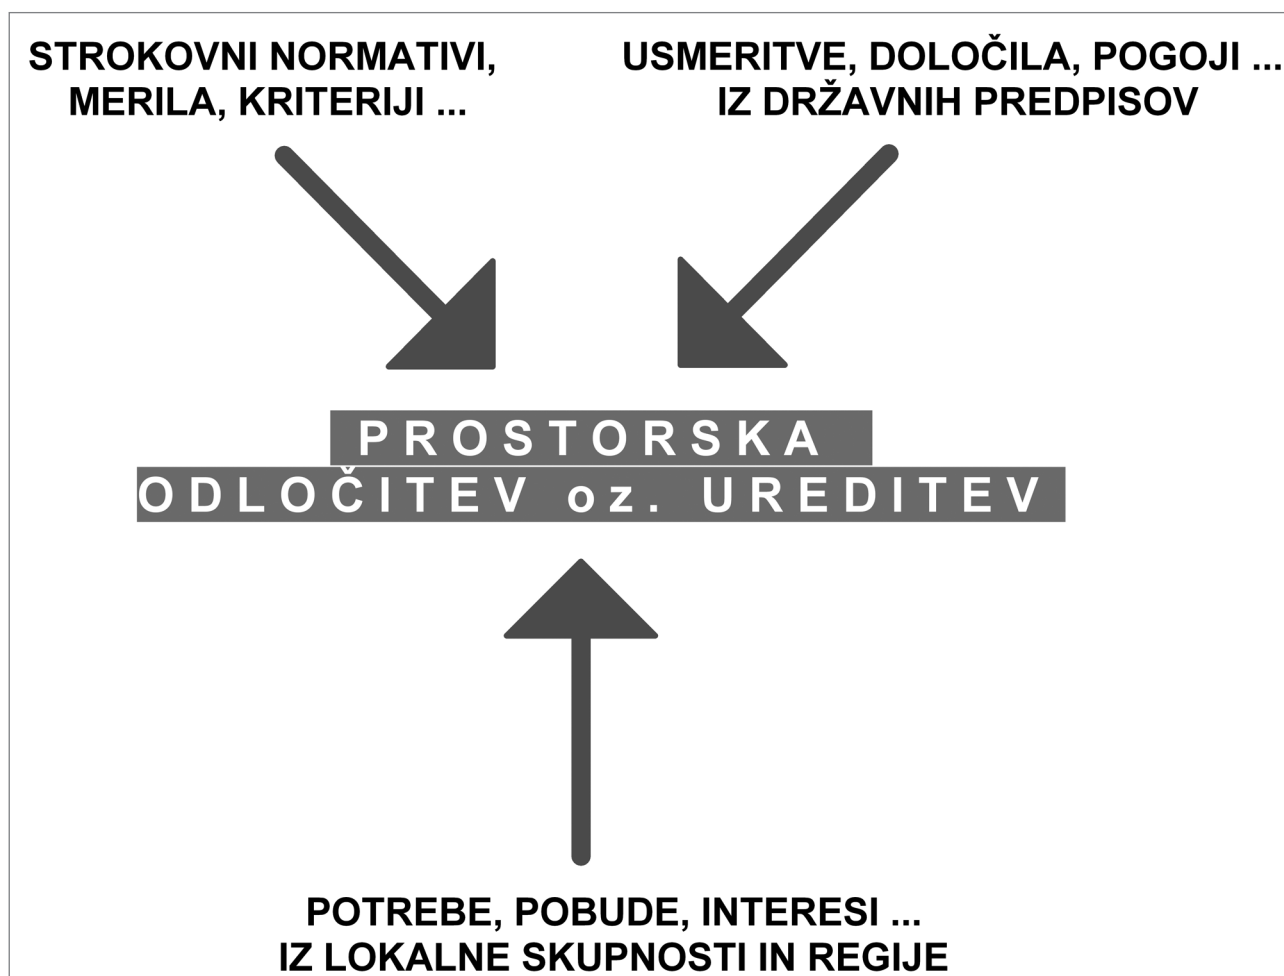 STROKOVNI NORMATIVI,
MERILA, KRITERIJI ...
USMERITVE, DOLOČILA, POGOJI ...
IZ DRŽAVNIH PREDPISOV
PROSTORSKA
ODLOČITEV oz. UREDITEV
POTREBE, POBUDE, INTERESI ...
IZ LOKALNE SKUPNOSTI IN REGIJE